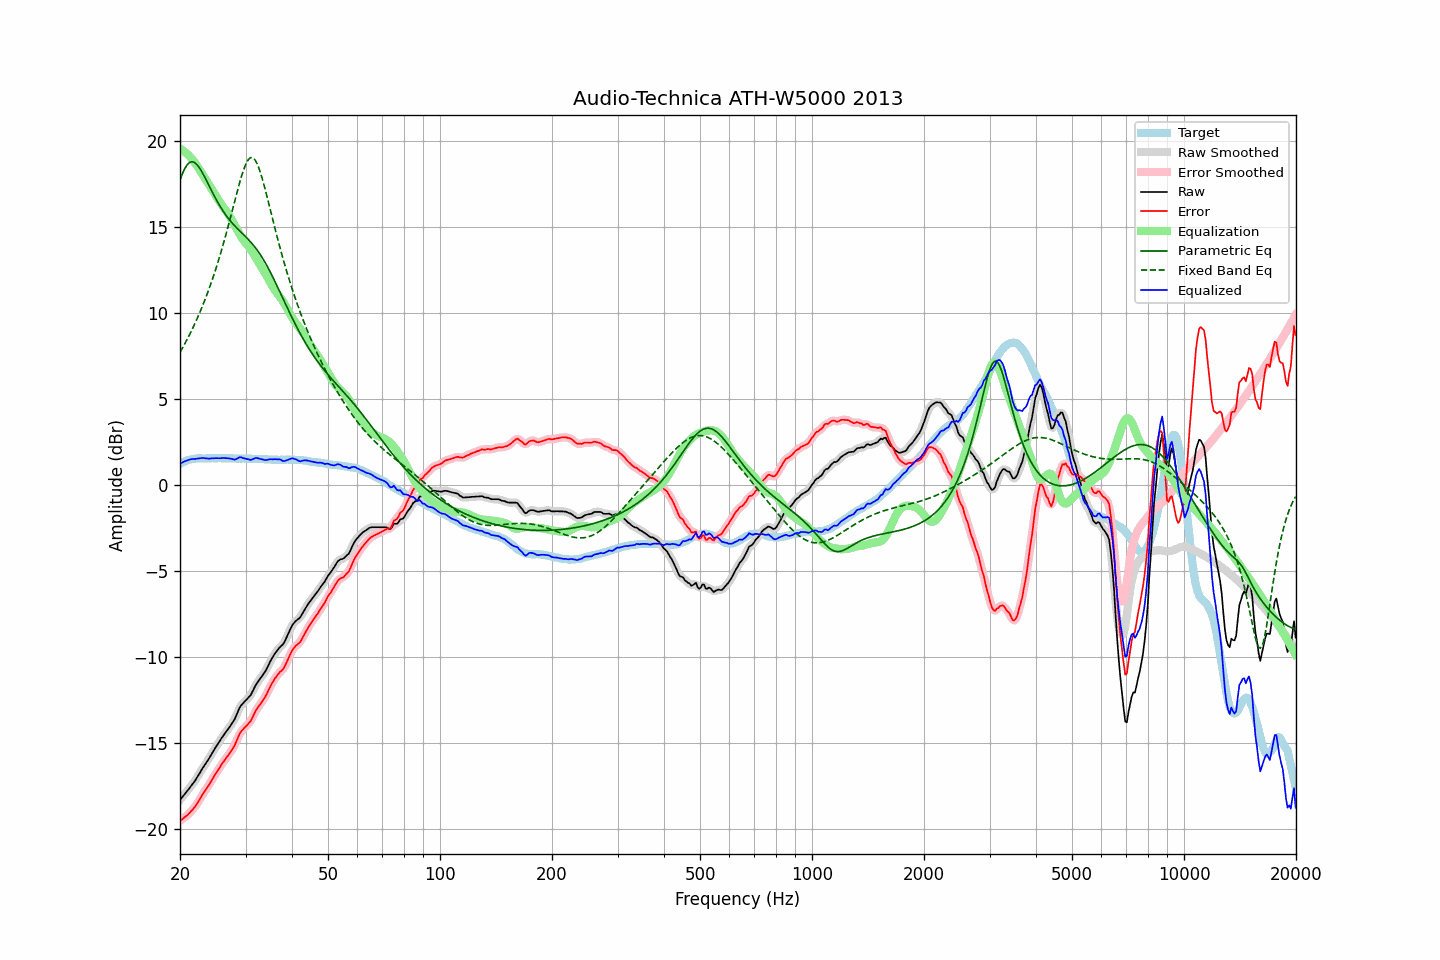 Audio-Technica ATH-W5000 2013
Target
Raw Smoothed
Error Smoothed
Raw
Error
Equalization
Parametric Eq
Fixed Band Eq
Equalized
Amplitude (dBr)
20
15
10
5
0
−5
−10
−15
−20
20 50 100 200 500 1000 2000 5000 10000 20000
Frequency (Hz)